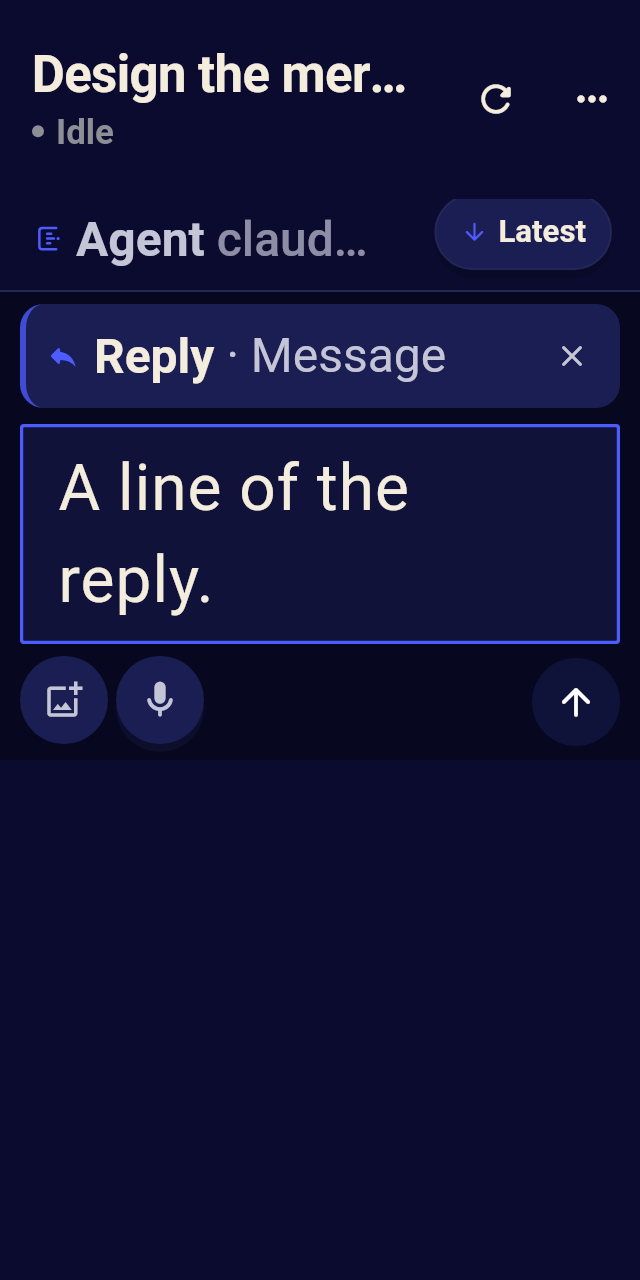 Design the mer…
Idle
Agent claud…
Latest
Reply · Message
A line of the
reply.